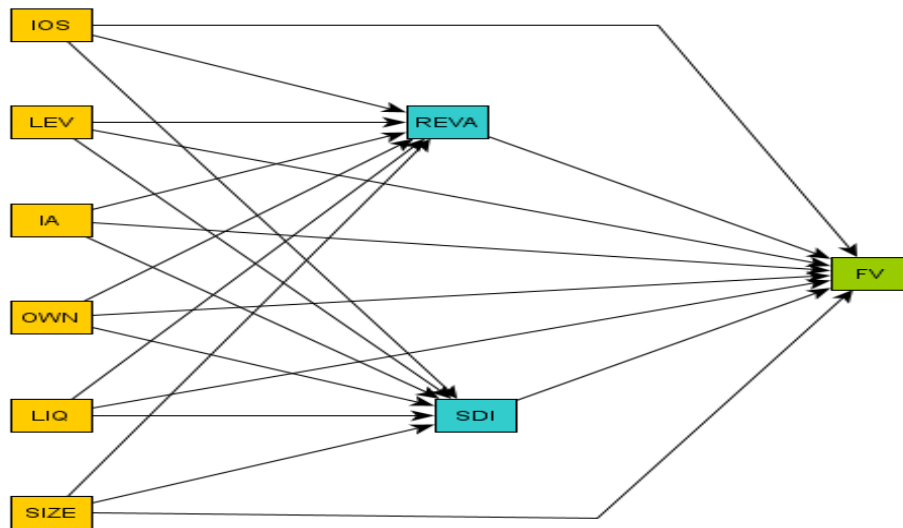 IOS
LEV
REVA
IA
FV
OWN
LIQ
SDI
SIZE